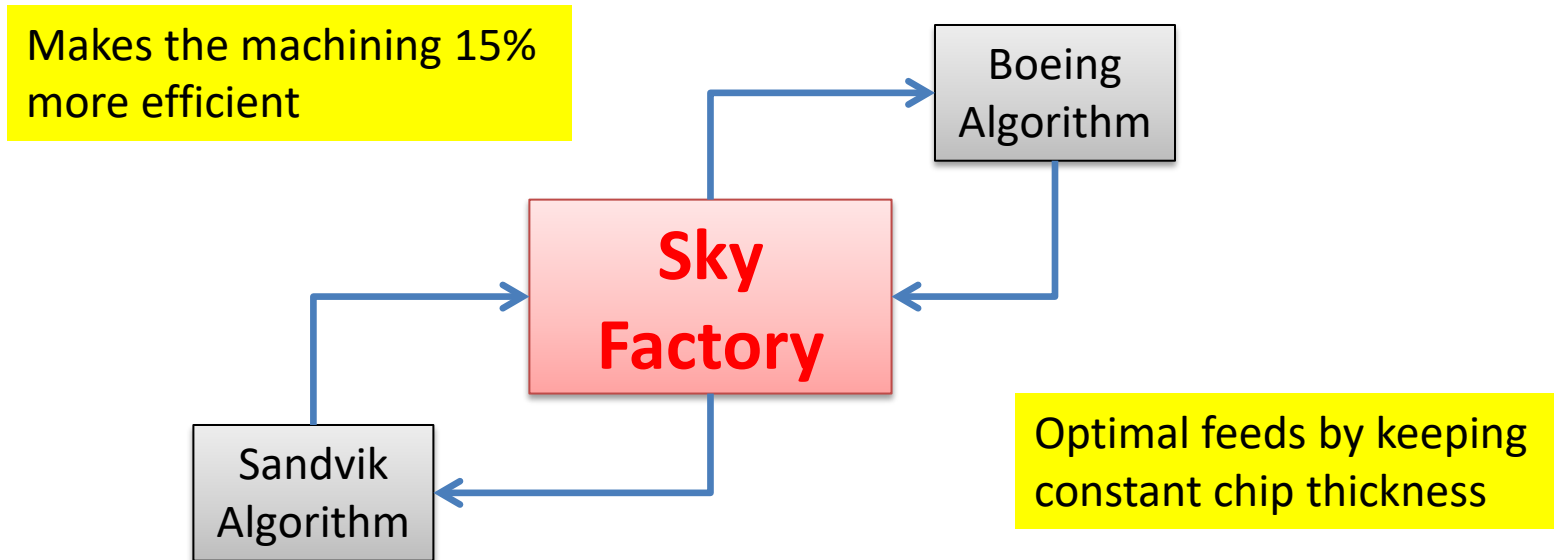 Makes the machining 15%
more efficient
Boeing
Algorithm
Sky
Factory
Sandvik
Algorithm
Optimal feeds by keeping
constant chip thickness